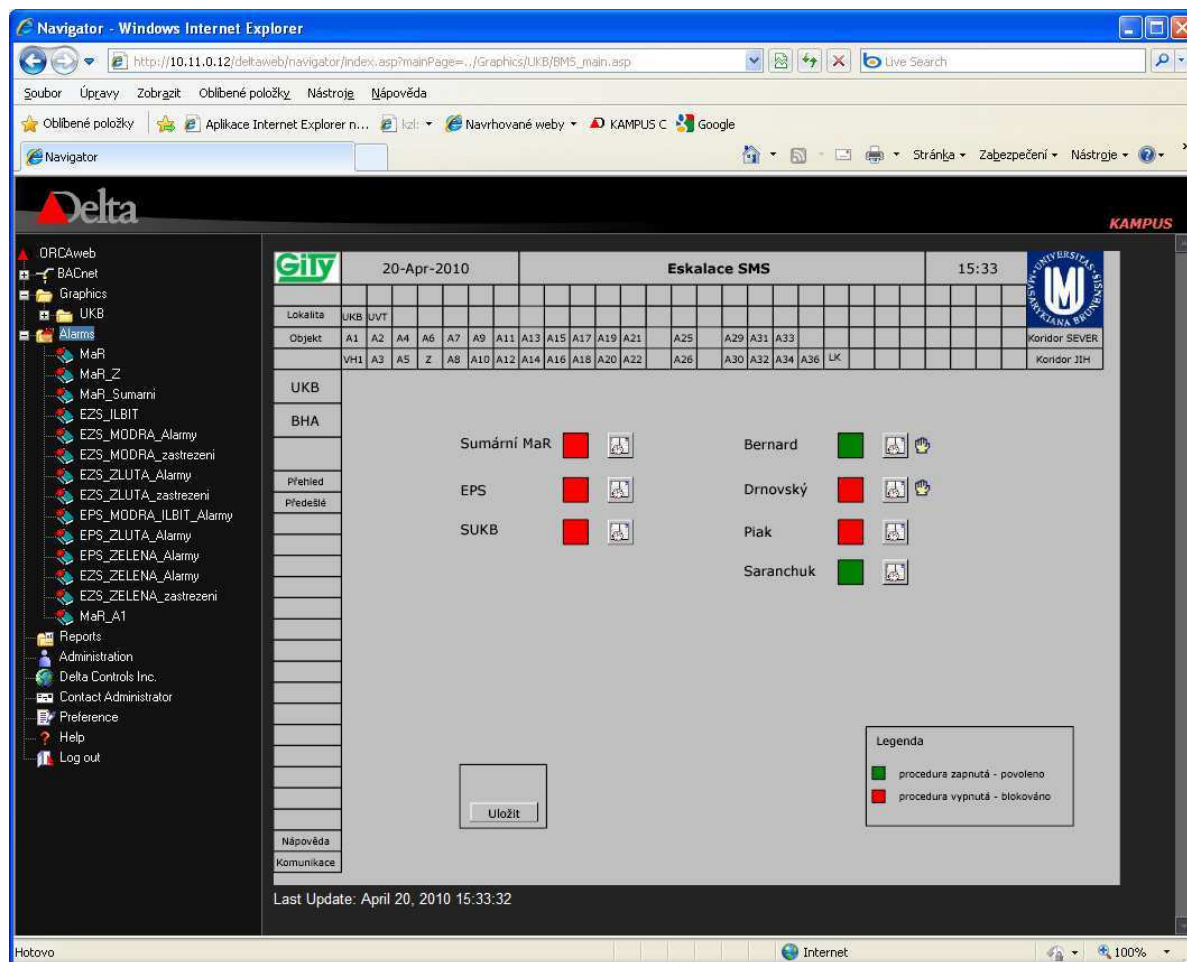 Navigator - Windows Internet Explorer
http://10.11.0.12/deltaweb/navigator/index.asp?mainPage=../Graphics/UKB/BMS_main.asp
Live Search
Soubor Úpravy Zobrazit Oblíbené položky Nástroje Nápověda
Oblíbené položky Aplikace Internet Explorer n... kzl: Navrhované weby KAMPUS C Google
Navigator
Stránka Zabezpečení Nástroje
Delta
KAMPUS
ORCAweb
BACnet
Graphics
UKB
Alarms
MaR
MaR_Z
MaR_Sumarni
EZS_ILBIT
EZS_MODRA_Alarmy
EZS_MODRA_zastrezeni
EZS_ZLUTA_Alarmy
EZS_ZLUTA_zastrezeni
EPS_MODRA_ILBIT_Alarmy
EPS_ZLUTA_Alarmy
EPS_ZELENA_Alarmy
EZS_ZELENA_Alarmy
EZS_ZELENA_zastrezeni
MaR_A1
Reports
Administration
Delta Controls Inc.
Contact Administrator
Preference
Help
Log out
GiTy 20-Apr-2010 Eskalace SMS 15:33
Lokalita UKB UVT
Objekt A1 A2 A4 A6 A7 A9 A11 A13 A15 A17 A19 A21 A25 A29 A31 A33 Koridor SEVER
VH1 A3 A5 Z A8 A10 A12 A14 A16 A18 A20 A22 A26 A30 A32 A34 A36 LK Koridor JIH
UKB
BHA
Přehled
Předešlé
Nápověda
Komunikace
Sumární MaR
EPS
SUKB
Bernard
Drnovský
Piak
Saranchuk
Uložit
Legenda
procedura zapnutá - povoleno
procedura vypnutá - blokováno
Last Update: April 20, 2010 15:33:32
Hotovo Internet 100%